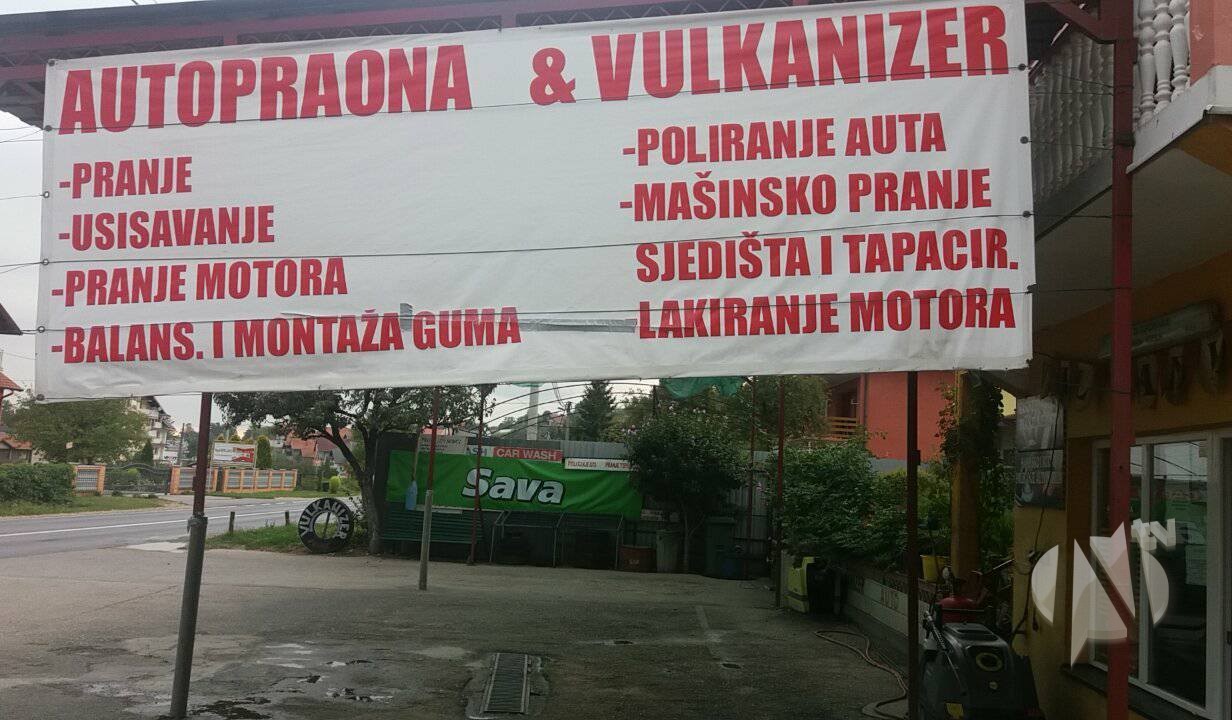 AUTOPRAONA & VULKANIZER
-PRANJE
-USISAVANJE
-PRANJE MOTORA
-BALANS. I MONTAŽA GUMA
-POLIRANJE AUTA
-MAŠINSKO PRANJE
SJEDIŠTA I TAPACIR.
LAKIRANJE MOTORA
CAR WASH
Sava
VULKANIZER
tv